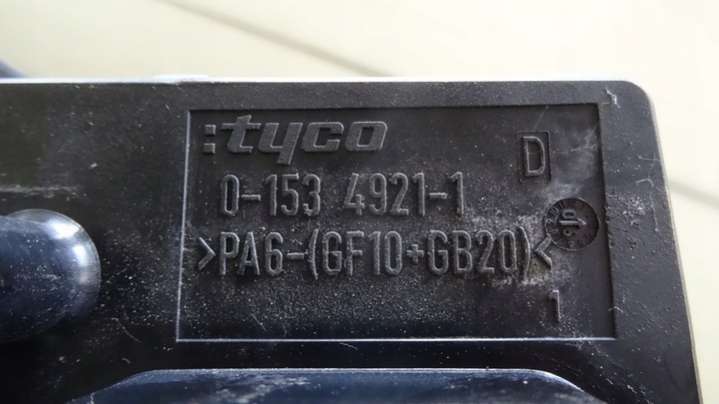 :tyco
D
0-153 4921-1
>PA6-(GF10+GB20)<
1